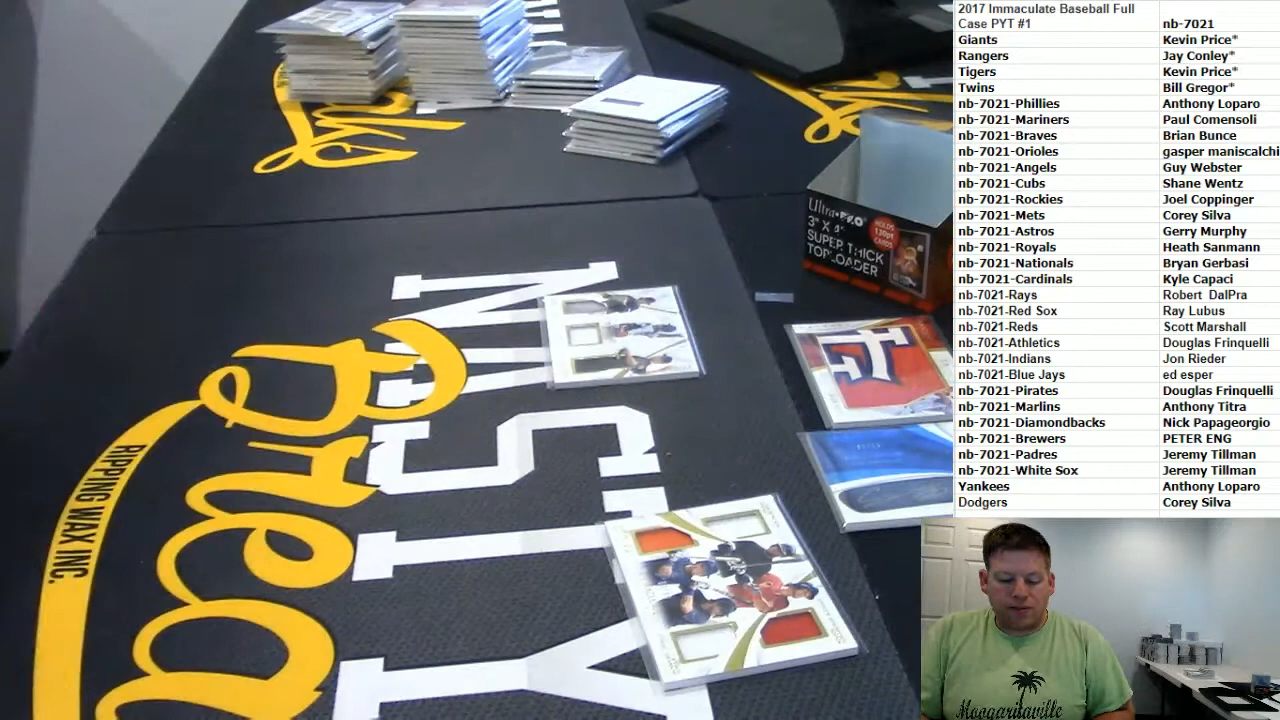 2017 Immaculate Baseball Full
Case PYT #1 nb-7021
Giants Kevin Price*
Rangers Jay Conley*
Tigers Kevin Price*
Twins Bill Gregor*
nb-7021-Phillies Anthony Loparo
nb-7021-Mariners Paul Comensoli
nb-7021-Braves Brian Bunce
nb-7021-Orioles gasper maniscalchi
nb-7021-Angels Guy Webster
nb-7021-Cubs Shane Wentz
nb-7021-Rockies Joel Coppinger
nb-7021-Mets Corey Silva
nb-7021-Astros Gerry Murphy
nb-7021-Royals Heath Sanmann
nb-7021-Nationals Bryan Gerbasi
nb-7021-Cardinals Kyle Capaci
nb-7021-Rays Robert DalPra
nb-7021-Red Sox Ray Lubus
nb-7021-Reds Scott Marshall
nb-7021-Athletics Douglas Frinquelli
nb-7021-Indians Jon Rieder
nb-7021-Blue Jays ed esper
nb-7021-Pirates Douglas Frinquelli
nb-7021-Marlins Anthony Titra
nb-7021-Diamondbacks Nick Papageorgio
nb-7021-Brewers PETER ENG
nb-7021-Padres Jeremy Tillman
nb-7021-White Sox Jeremy Tillman
Yankees Anthony Loparo
Dodgers Corey Silva
Ultra PRO
HOLDS
130pt
CARDS
3" X 4"
SUPER THICK
TOPLOADER
RIPPING WAX INC.
Moogaritaville